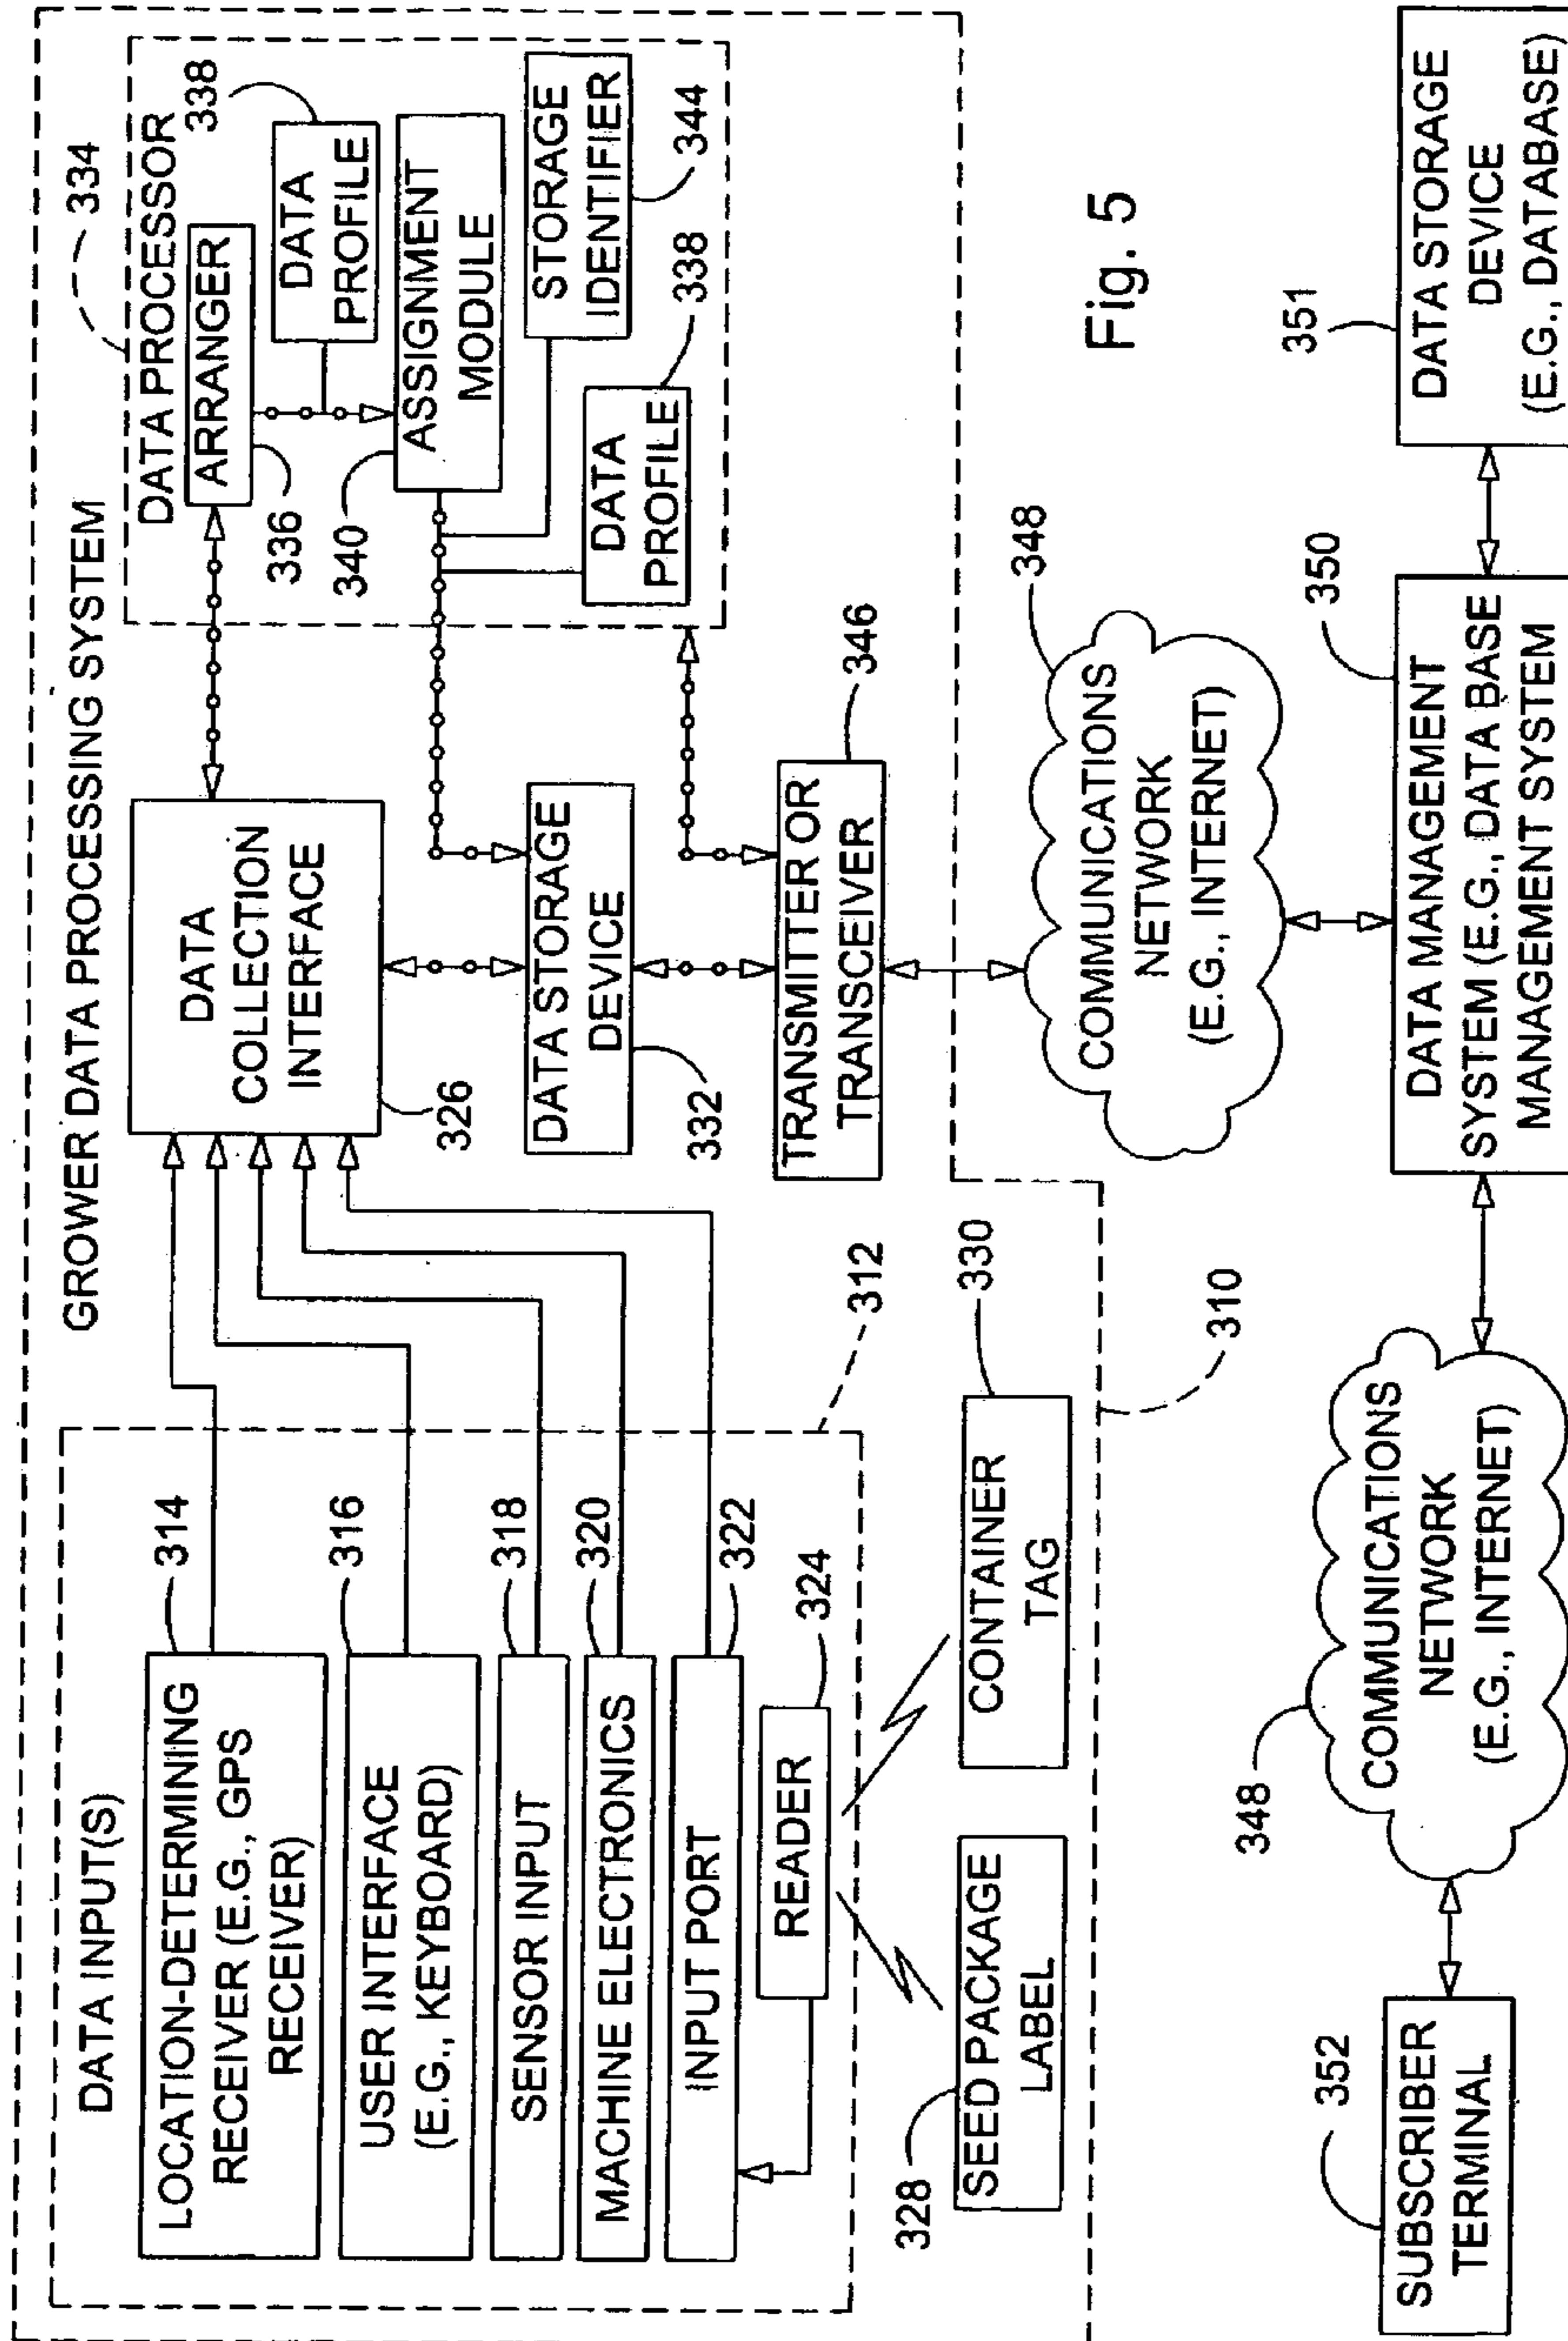 GROWER DATA PROCESSING SYSTEM
DATA INPUT(S)
314
LOCATION-DETERMINING
RECEIVER (E.G., GPS
RECEIVER)
316
USER INTERFACE
(E.G., KEYBOARD)
318
SENSOR INPUT
320
MACHINE ELECTRONICS
322
INPUT PORT
324
READER
312
328
SEED PACKAGE
LABEL
330
CONTAINER
TAG
310
DATA
COLLECTION
INTERFACE
326
DATA STORAGE
DEVICE
332
TRANSMITTER OR
TRANSCEIVER
346
334
DATA PROCESSOR
ARRANGER
336
338
DATA
PROFILE
340
ASSIGNMENT
MODULE
STORAGE
IDENTIFIER
344
DATA
PROFILE
338
348
COMMUNICATIONS
NETWORK
(E.G., INTERNET)
Fig. 5
352
SUBSCRIBER
TERMINAL
348
COMMUNICATIONS
NETWORK
(E.G., INTERNET)
350
DATA MANAGEMENT
SYSTEM (E.G., DATA BASE
MANAGEMENT SYSTEM
351
DATA STORAGE
DEVICE
(E.G., DATABASE)